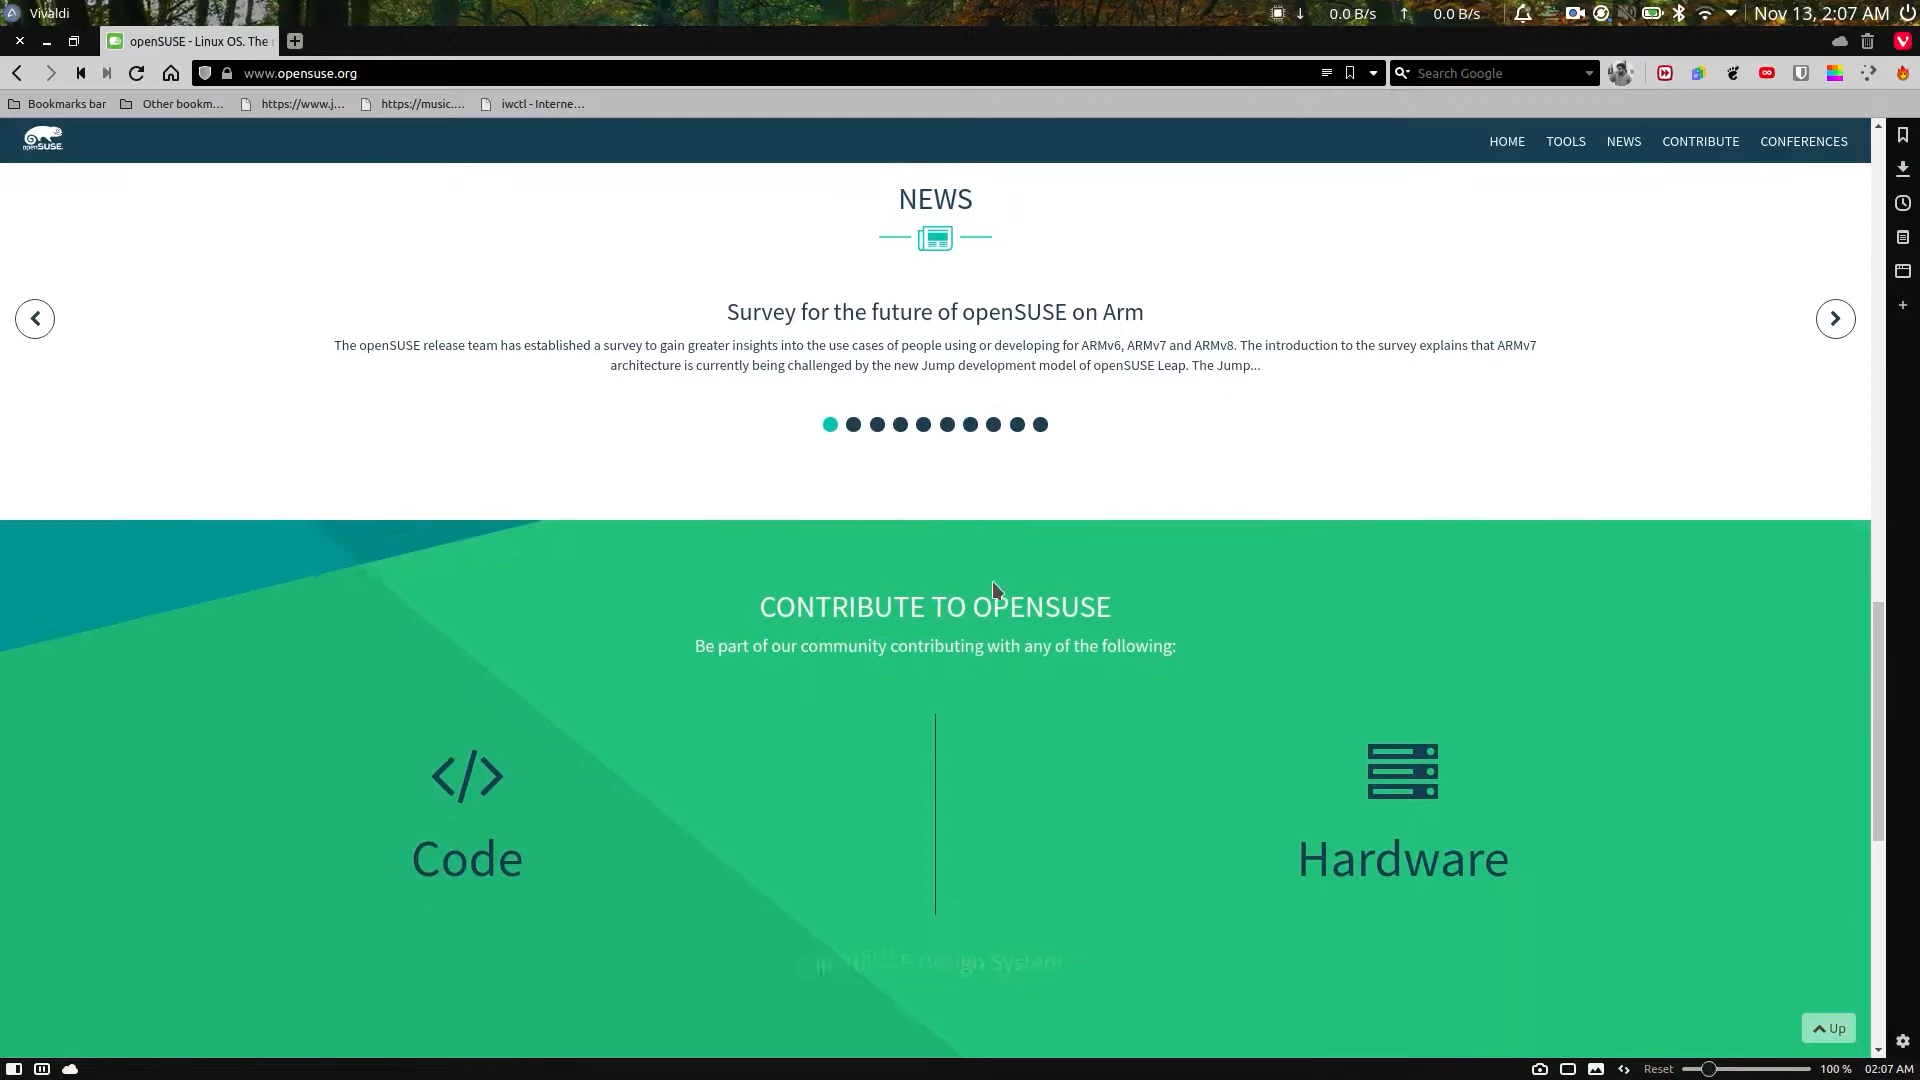 Vivaldi
0.0 B/s
0.0 B/s
Nov 13, 2:07 AM
openSUSE - Linux OS. The
www.opensuse.org
Search Google
Bookmarks bar
Other bookm...
https://www.j...
https://music....
iwctl - Interne...
openSUSE
HOME
TOOLS
NEWS
CONTRIBUTE
CONFERENCES
NEWS
Survey for the future of openSUSE on Arm
The openSUSE release team has established a survey to gain greater insights into the use cases of people using or developing for ARMv6, ARMv7 and ARMv8. The introduction to the survey explains that ARMv7
architecture is currently being challenged by the new Jump development model of openSUSE Leap. The Jump...
CONTRIBUTE TO OPENSUSE
Be part of our community contributing with any of the following:
Code
Hardware
System
Up
Reset
100 %
02:07 AM